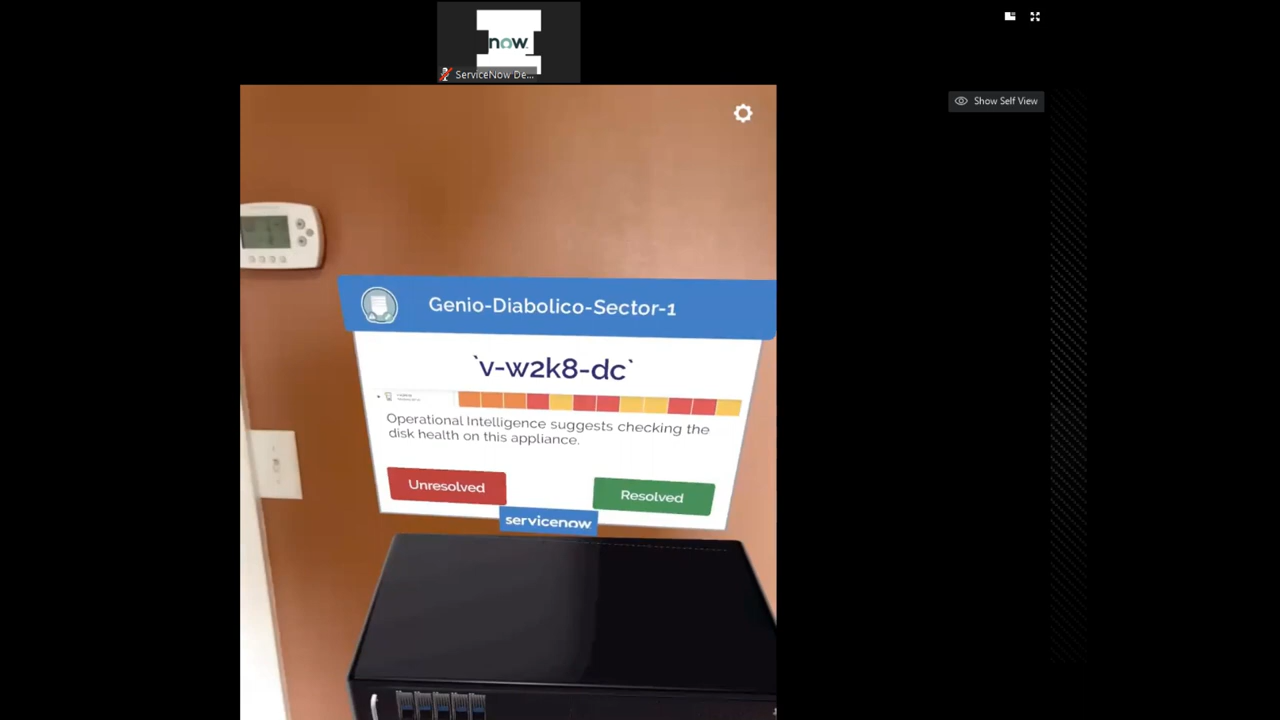 now.
ServiceNow De...
Show Self View
Genio-Diabolico-Sector-1
`v-w2k8-dc`
Operational Intelligence suggests checking the
disk health on this appliance.
Unresolved
Resolved
servicenow